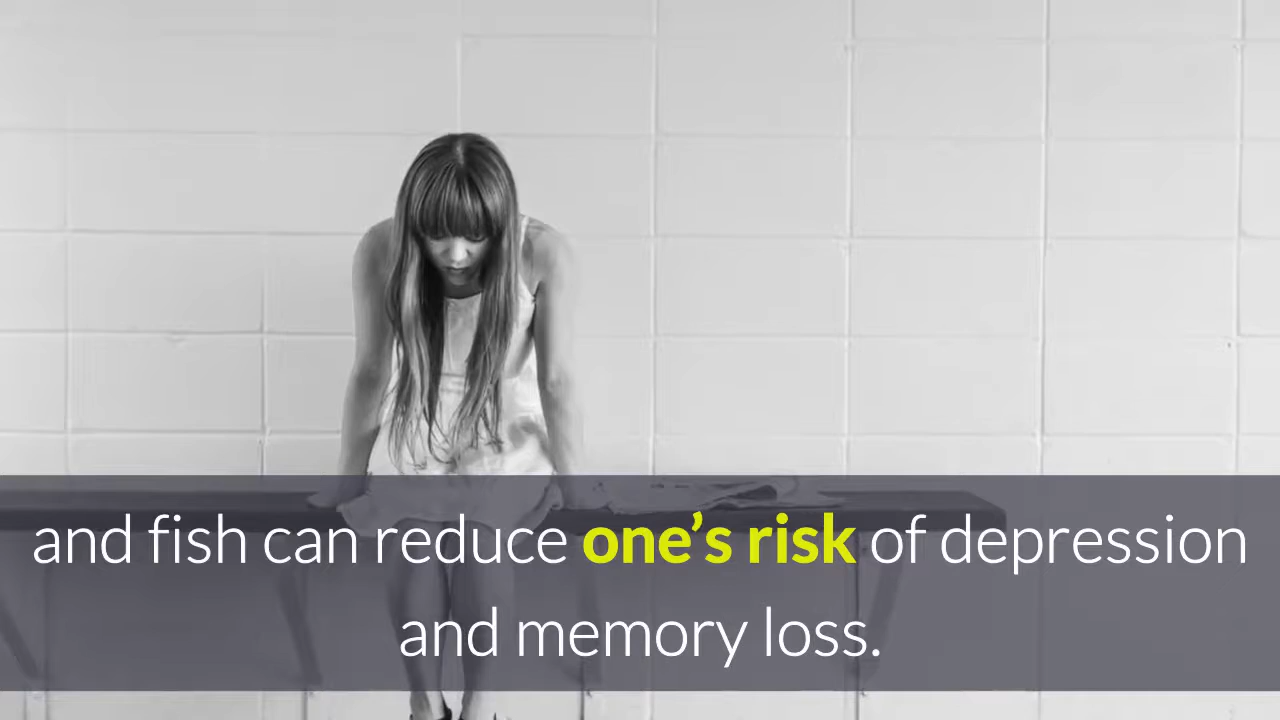 and fish can reduce one’s risk of depression
and memory loss.